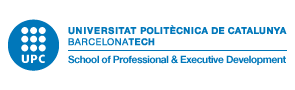 UNIVERSITAT POLITÈCNICA DE CATALUNYA
BARCELONATECH
UPC
School of Professional & Executive Development